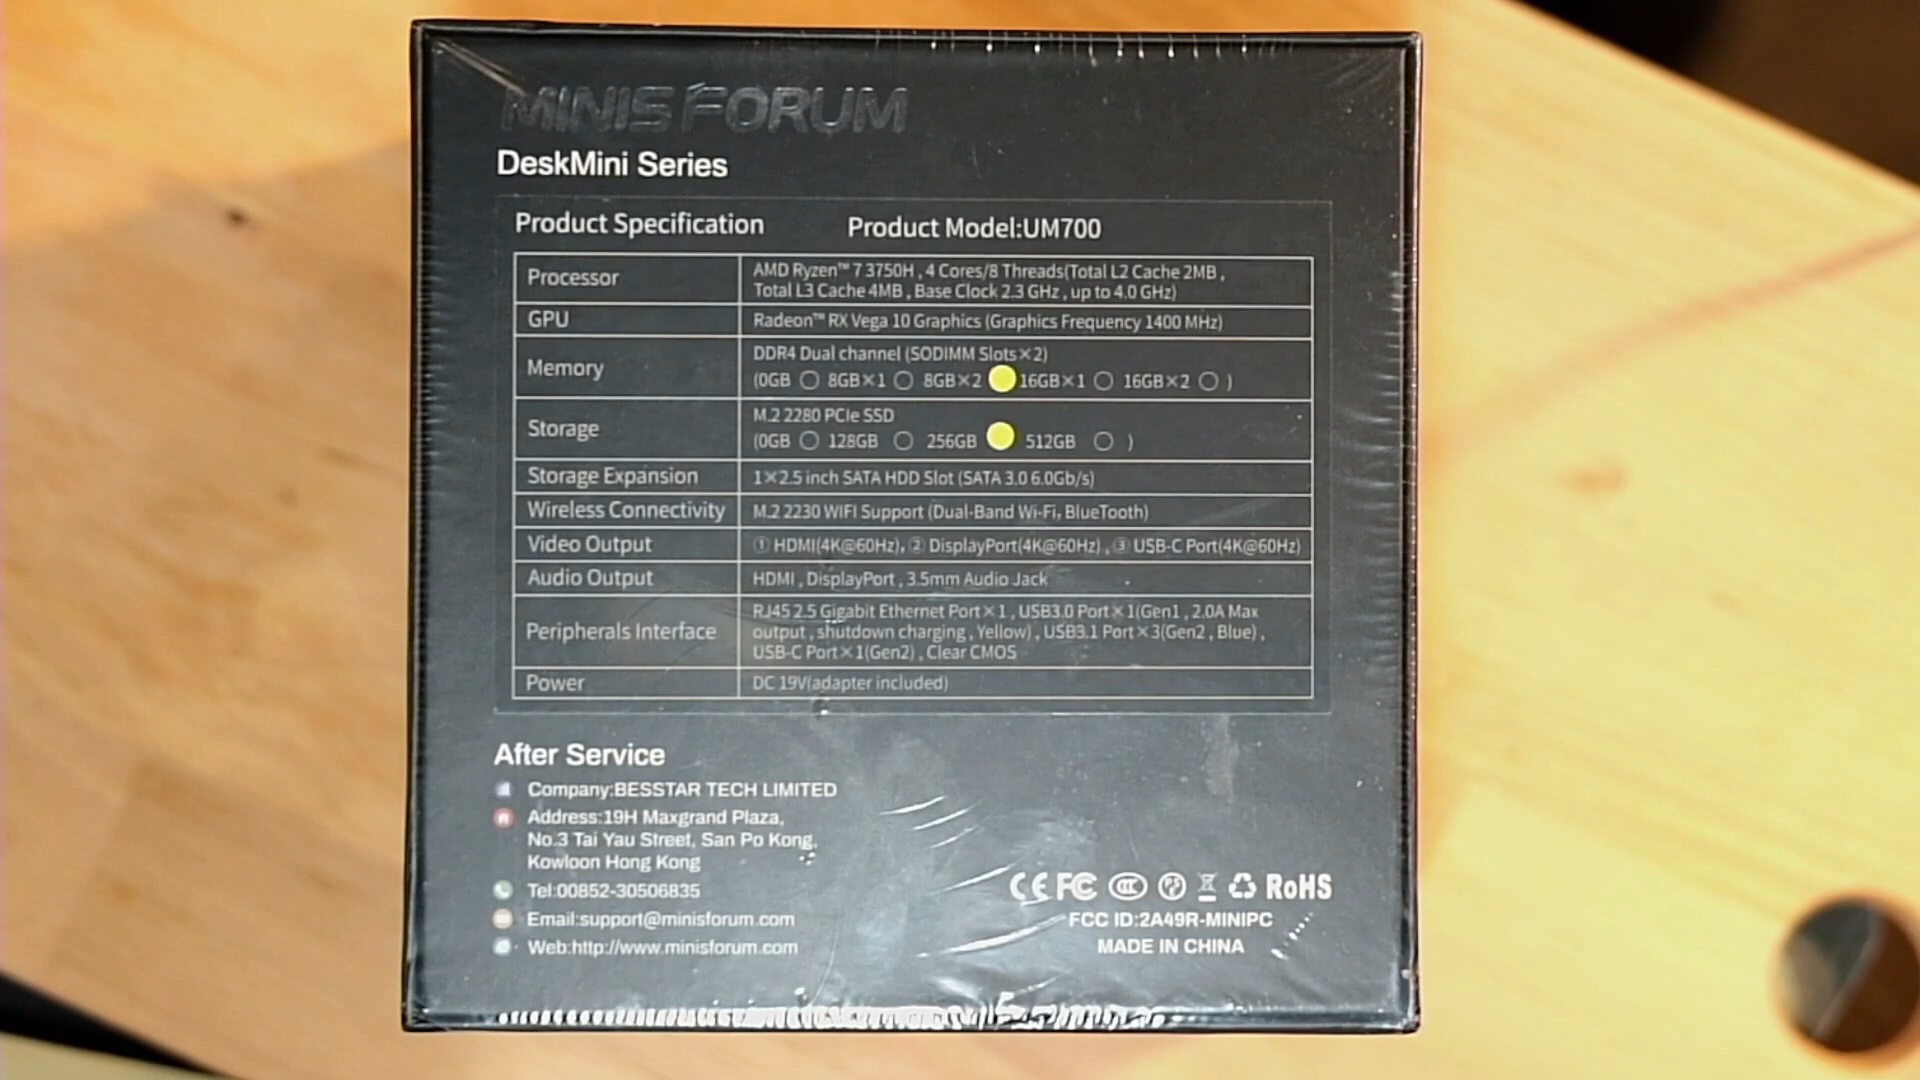 MINISFORUM
DeskMini Series
Product Specification Product Model:UM700
Processor AMD Ryzen™ 7 3750H , 4 Cores/8 Threads(Total L2 Cache 2MB ,
Total L3 Cache 4MB , Base Clock 2.3 GHz , up to 4.0 GHz)
GPU Radeon™ RX Vega 10 Graphics (Graphics Frequency 1400 MHz)
Memory DDR4 Dual channel (SODIMM Slots×2)
(0GB ○ 8GB×1 ○ 8GB×2 16GB×1 ○ 16GB×2 ○ )
Storage M.2 2280 PCIe SSD
(0GB ○ 128GB ○ 256GB 512GB ○ )
Storage Expansion 1×2.5 inch SATA HDD Slot (SATA 3.0 6.0Gb/s)
Wireless Connectivity M.2 2230 WIFI Support (Dual-Band Wi-Fi, BlueTooth)
Video Output ① HDMI(4K@60Hz), ② DisplayPort(4K@60Hz) , ③ USB-C Port(4K@60Hz)
Audio Output HDMI , DisplayPort , 3.5mm Audio Jack
Peripherals Interface RJ45 2.5 Gigabit Ethernet Port×1 , USB3.0 Port×1(Gen1 , 2.0A Max
output , shutdown charging , Yellow) , USB3.1 Port×3(Gen2 , Blue) ,
USB-C Port×1(Gen2) , Clear CMOS
Power DC 19V(adapter included)
After Service
Company:BESSTAR TECH LIMITED
Address:19H Maxgrand Plaza,
No.3 Tai Yau Street, San Po Kong,
Kowloon Hong Kong
Tel:00852-30506835
Email:support@minisforum.com
Web:http://www.minisforum.com
CE FC CCC PS RoHS
FCC ID:2A49R-MINIPC
MADE IN CHINA